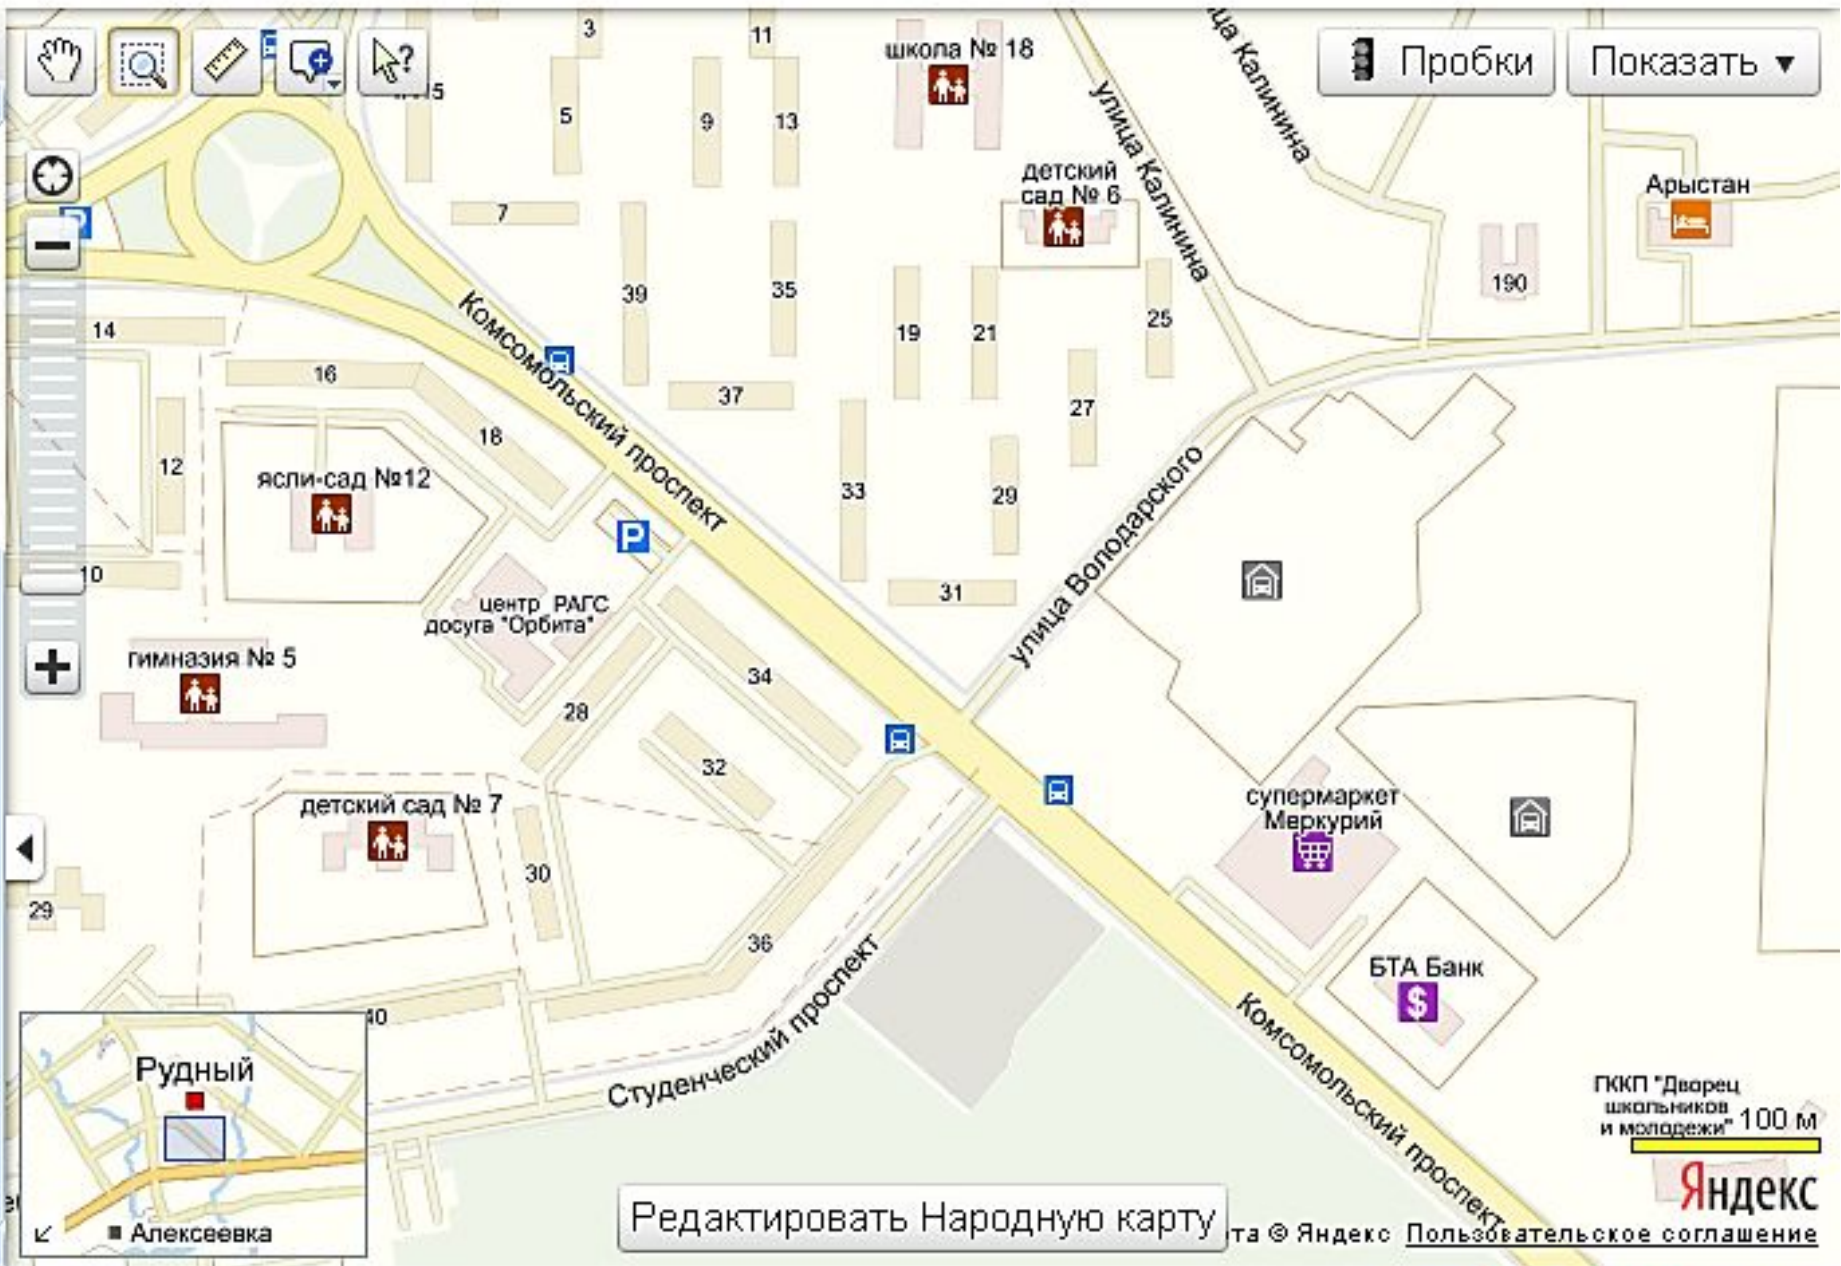 3
11
школа № 18
ца Калинина
Пробки
Показать
5
9
13
улица Калинина
детский
сад № 6
Арыстан
7
39
35
19
21
25
190
14
16
37
Комсомольский проспект
27
18
12
ясли-сад №12
33
29
P
10
31
улица Володарского
центр РАГС
досуга "Орбита"
гимназия № 5
34
28
32
супермаркет
Меркурий
детский сад № 7
30
29
36
БТА Банк
$
40
Студенческий проспект
Комсомольский проспект
Рудный
ГККП "Дворец
школьников
и молодежи"
100 м
Яндекс
Редактировать Народную карту
та © Яндекс Пользовательское соглашение
Алексеевка